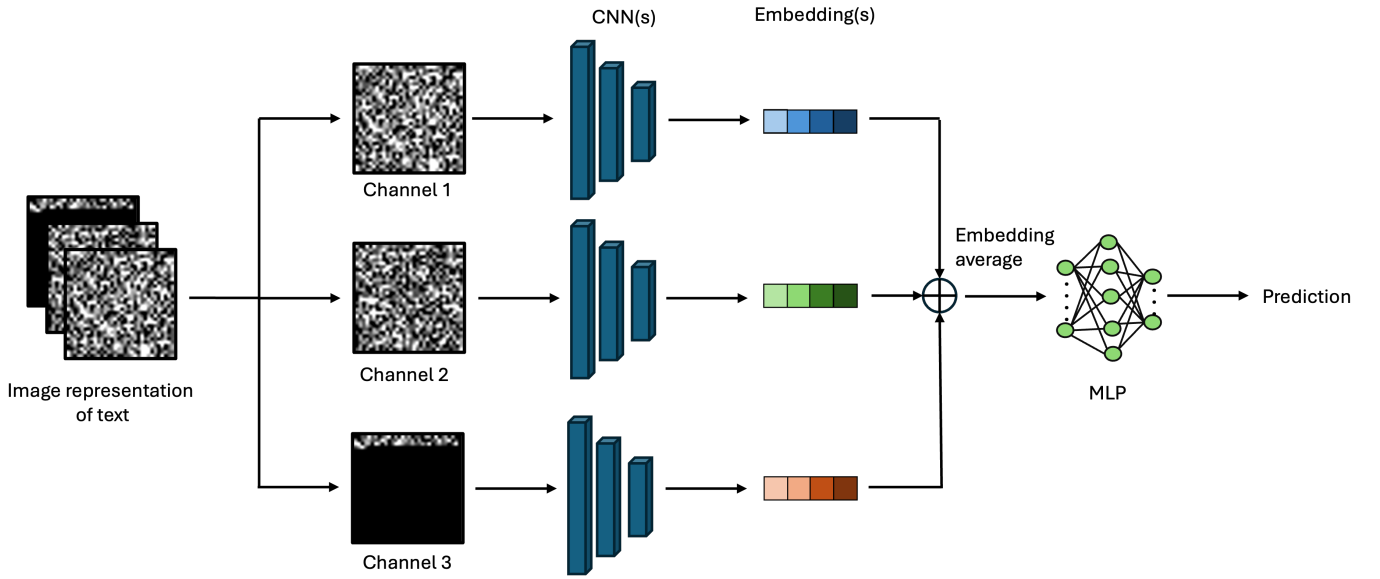 CNN(s)
Embedding(s)
Channel 1
Embedding
average
Channel 2
Prediction
Image representation
of text
MLP
Channel 3